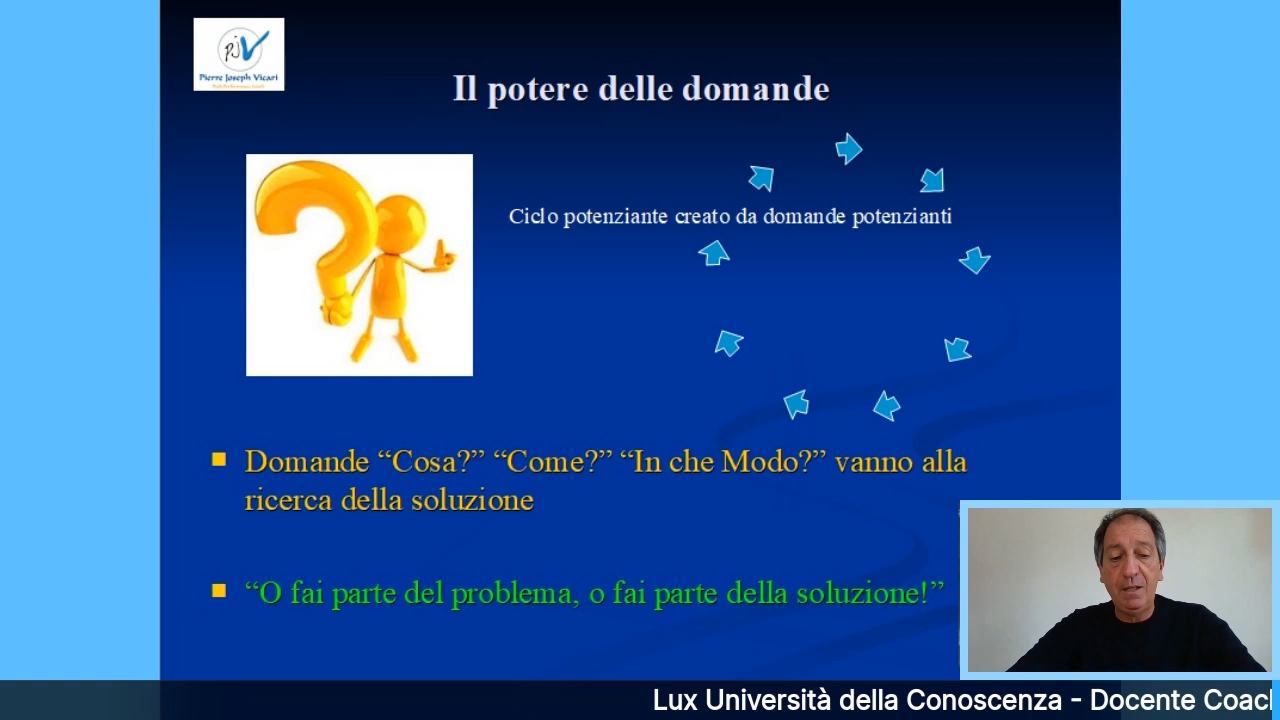 PJV
Pierre Joseph Vicari
Il potere delle domande
Ciclo potenziante creato da domande potenzianti
Domande “Cosa?” “Come?” “In che Modo?” vanno alla
ricerca della soluzione
“O fai parte del problema, o fai parte della soluzione!”
Lux Università della Conoscenza - Docente Coach